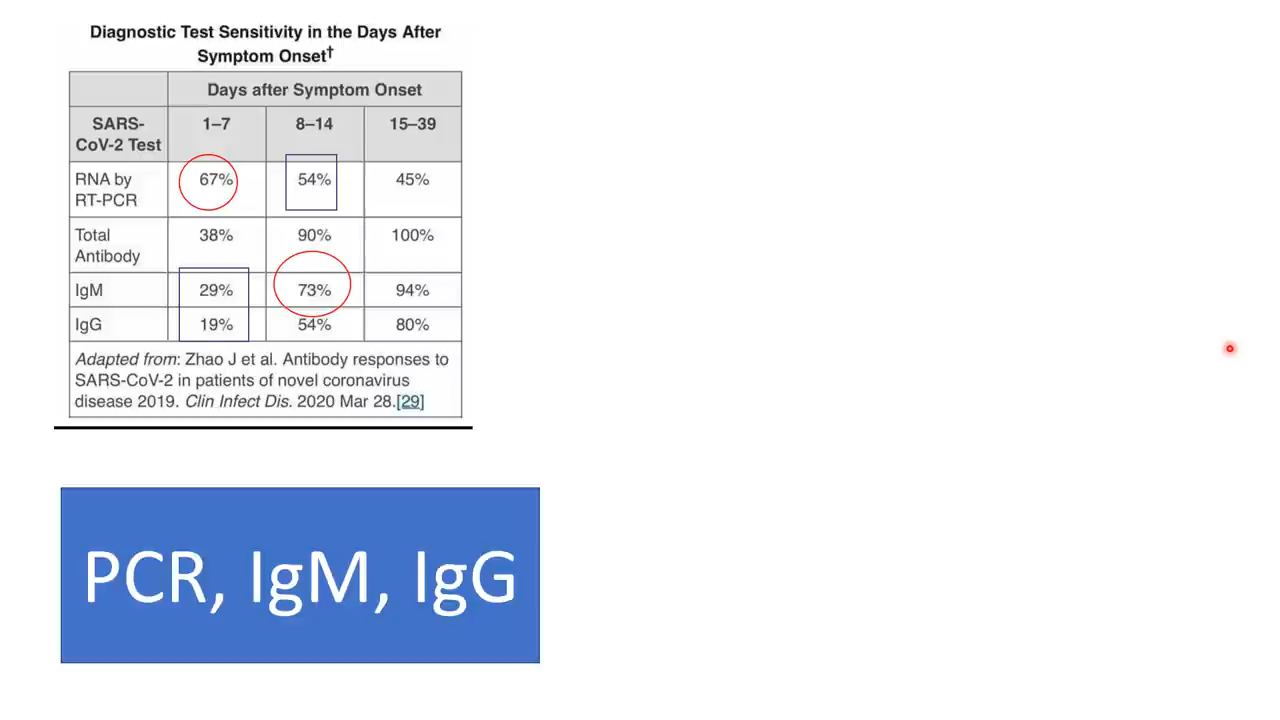 Diagnostic Test Sensitivity in the Days After
Symptom Onset†
Days after Symptom Onset
SARS-
CoV-2 Test
1–7
8–14
15–39
RNA by
RT-PCR
67%
54%
45%
Total
Antibody
38%
90%
100%
IgM
29%
73%
94%
IgG
19%
54%
80%
Adapted from: Zhao J et al. Antibody responses to
SARS-CoV-2 in patients of novel coronavirus
disease 2019. Clin Infect Dis. 2020 Mar 28.[29]
PCR, IgM, IgG